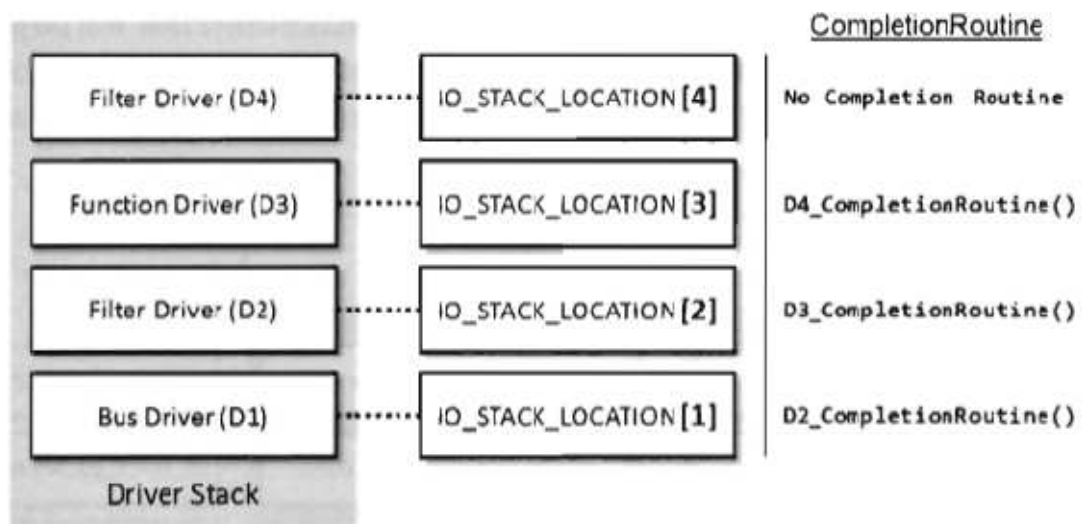 CompletionRoutine
Filter Driver (D4) IO_STACK_LOCATION [4] No Completion Routine
Function Driver (D3) IO_STACK_LOCATION [3] D4_CompletionRoutine()
Filter Driver (D2) IO_STACK_LOCATION [2] D3_CompletionRoutine()
Bus Driver (D1) IO_STACK_LOCATION [1] D2_CompletionRoutine()
Driver Stack